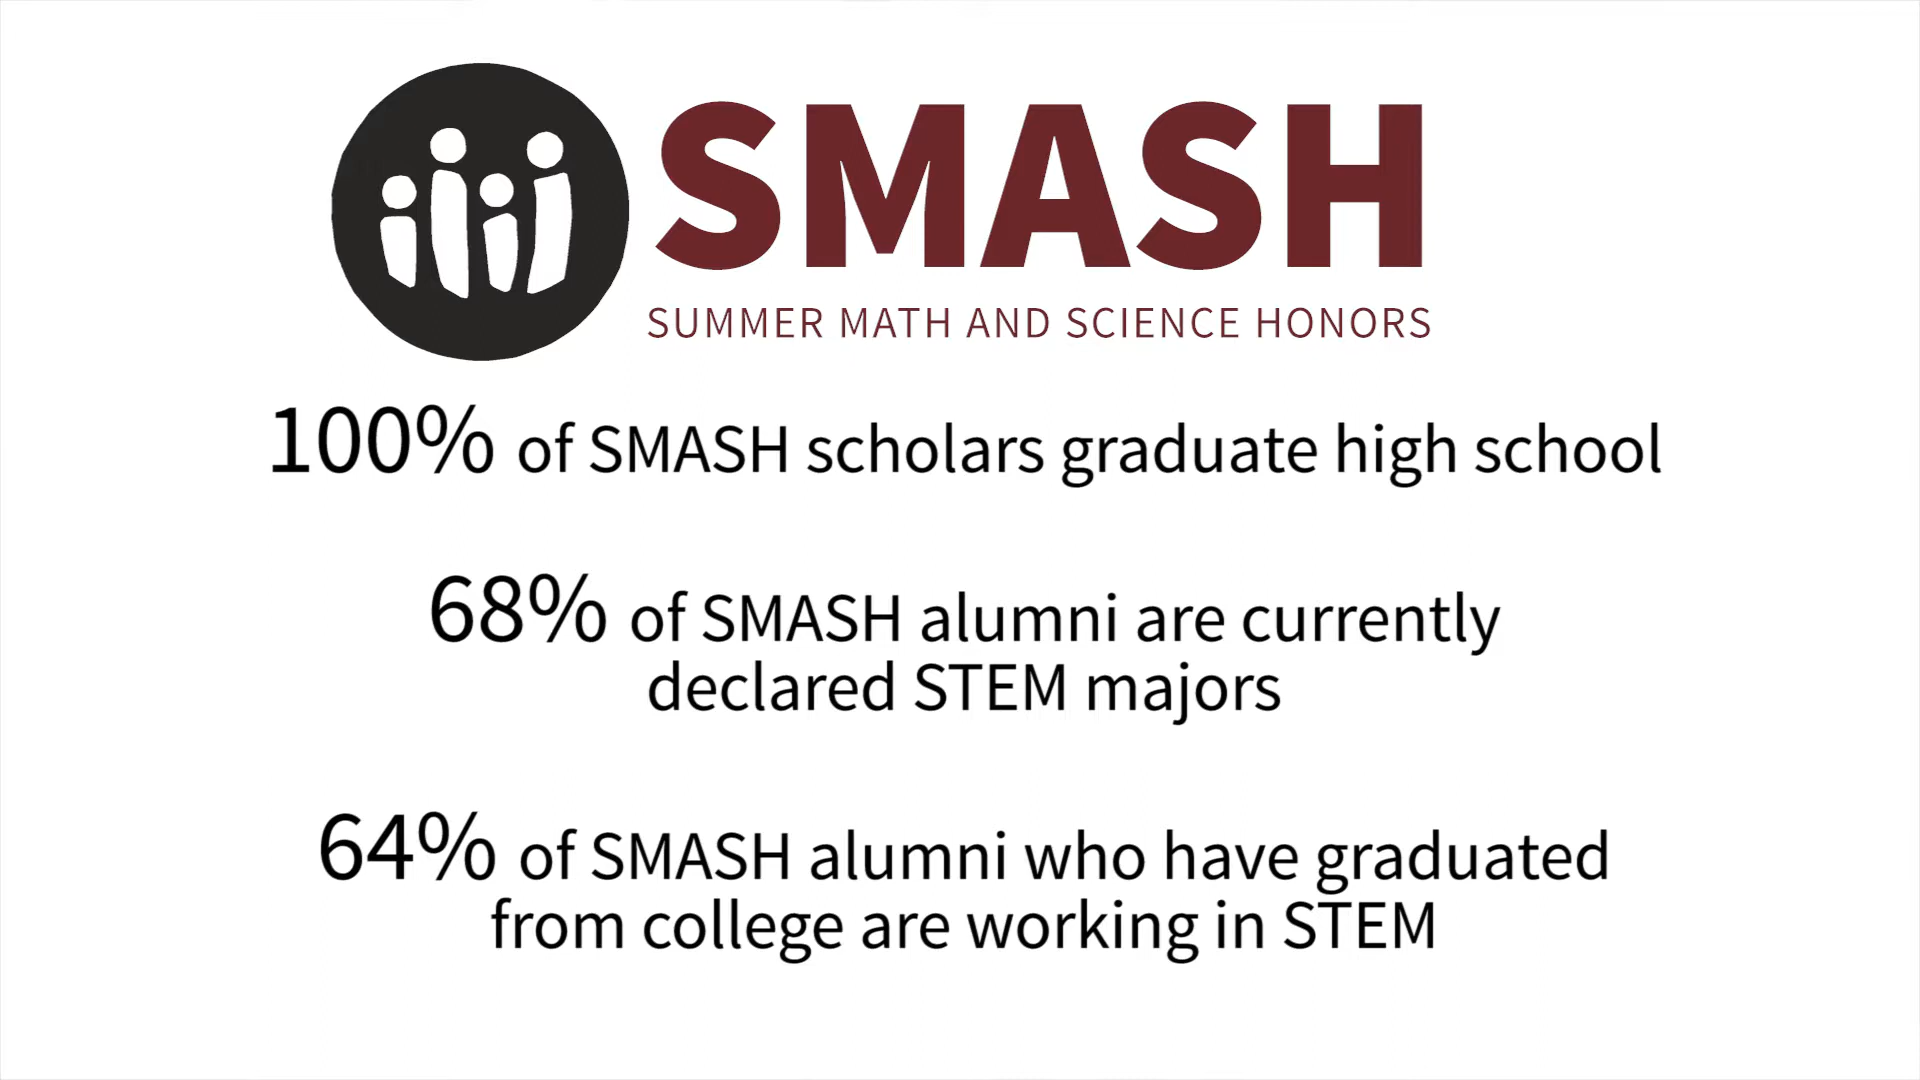 SMASH
SUMMER MATH AND SCIENCE HONORS
100% of SMASH scholars graduate high school
68% of SMASH alumni are currently
declared STEM majors
64% of SMASH alumni who have graduated
from college are working in STEM